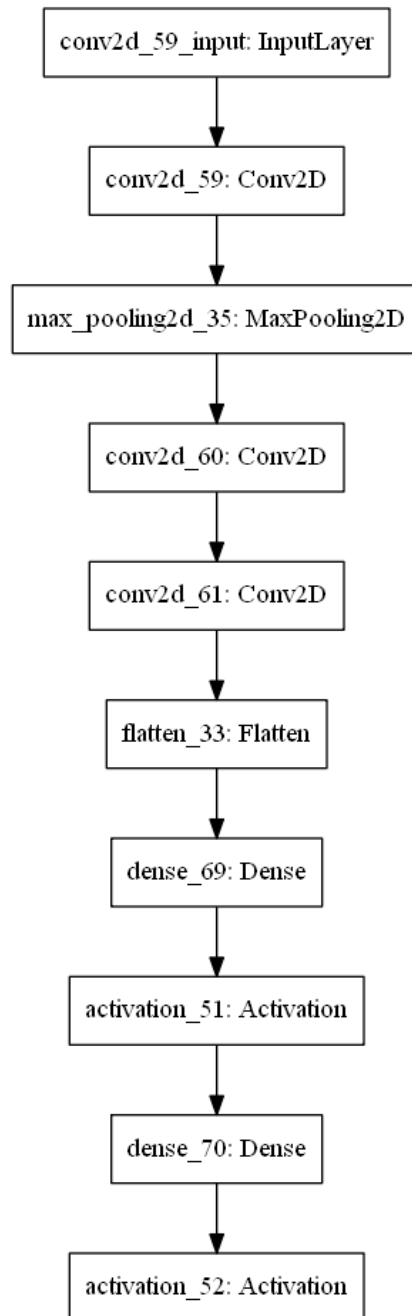 conv2d_59_input: InputLayer
conv2d_59: Conv2D
max_pooling2d_35: MaxPooling2D
conv2d_60: Conv2D
conv2d_61: Conv2D
flatten_33: Flatten
dense_69: Dense
activation_51: Activation
dense_70: Dense
activation_52: Activation